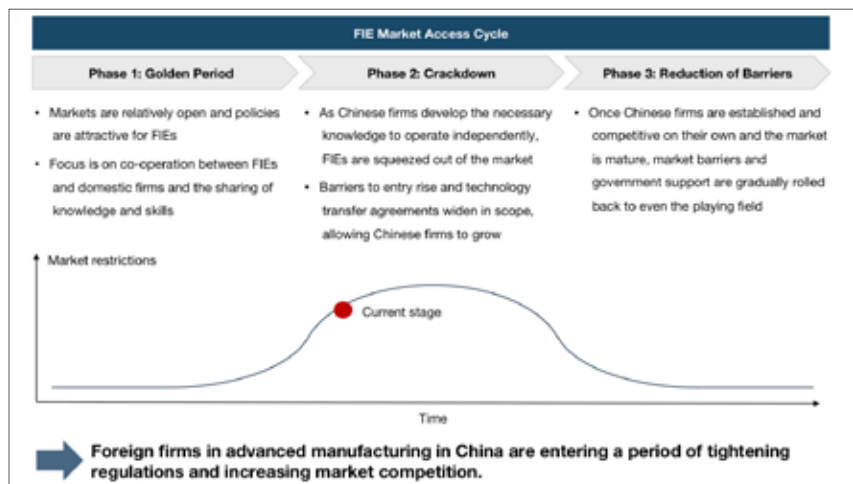 FIE Market Access Cycle
Phase 1: Golden Period
Phase 2: Crackdown
Phase 3: Reduction of Barriers
• Markets are relatively open and policies
are attractive for FIEs
• Focus is on co-operation between FIEs
and domestic firms and the sharing of
knowledge and skills
• As Chinese firms develop the necessary
knowledge to operate independently,
FIEs are squeezed out of the market
• Barriers to entry rise and technology
transfer agreements widen in scope,
allowing Chinese firms to grow
• Once Chinese firms are established and
competitive on their own and the market
is mature, market barriers and
government support are gradually rolled
back to even the playing field
Market restrictions
Current stage
Time
Foreign firms in advanced manufacturing in China are entering a period of tightening
regulations and increasing market competition.